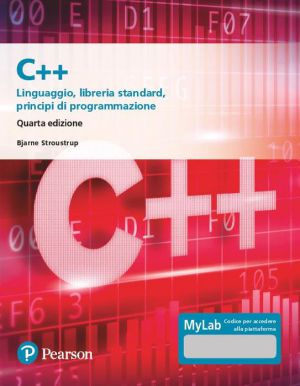 C++
Linguaggio, libreria standard,
principi di programmazione
Quarta edizione
Bjarne Stroustrup
C++
MyLab
Codice per accedere
alla piattaforma
Pearson